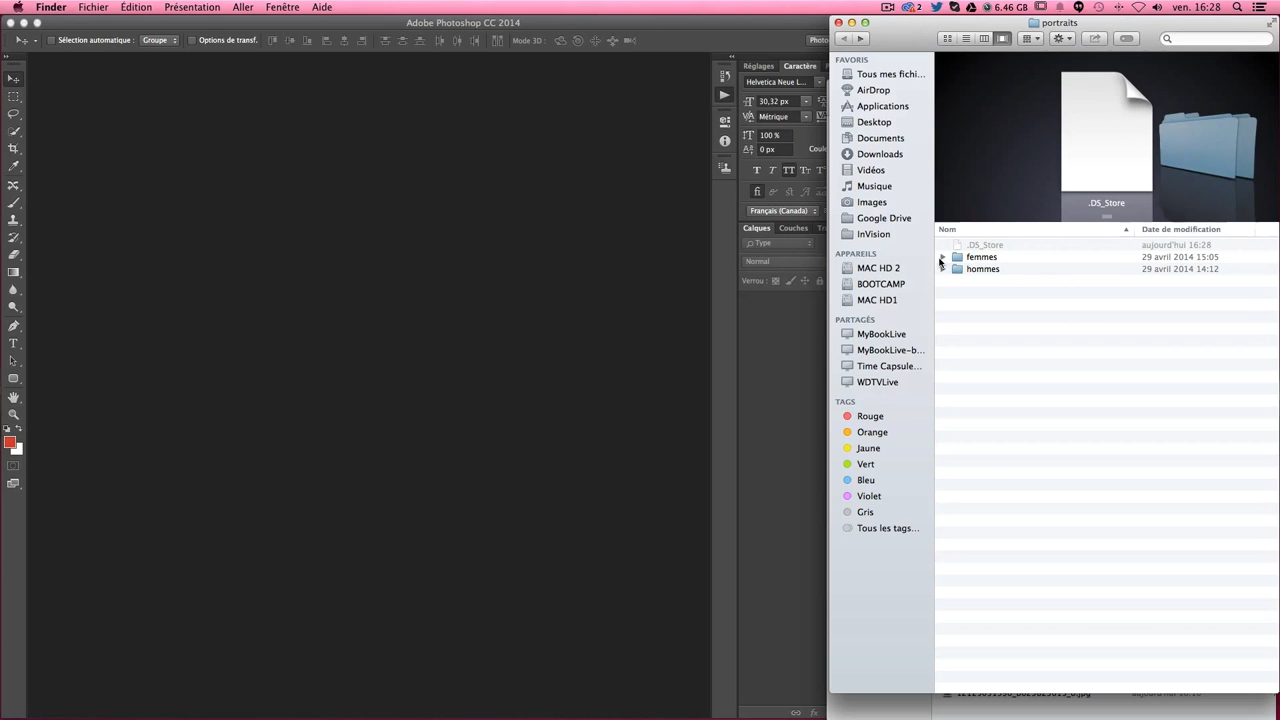 Finder Fichier Édition Présentation Aller Fenêtre Aide 2 6.46 GB ven. 16:28
Adobe Photoshop CC 2014
Sélection automatique : Groupe Options de transf. Mode 3D :
Réglages Caractère
Helvetica Neue L...
30,32 px
Métrique
100 %
0 px
Français (Canada)
Calques Couches
Type
Normal
Verrou :
portraits
FAVORIS
Tous mes fichi...
AirDrop
Applications
Desktop
Documents
Downloads
Vidéos
Musique
Images
Google Drive
InVision
APPAREILS
MAC HD 2
BOOTCAMP
MAC HD1
PARTAGÉS
MyBookLive
MyBookLive-b...
Time Capsule...
WDTVLive
TAGS
Rouge
Orange
Jaune
Vert
Bleu
Violet
Gris
Tous les tags...
.DS_Store
Nom Date de modification
.DS_Store aujourd'hui 16:28
femmes 29 avril 2014 15:05
hommes 29 avril 2014 14:12